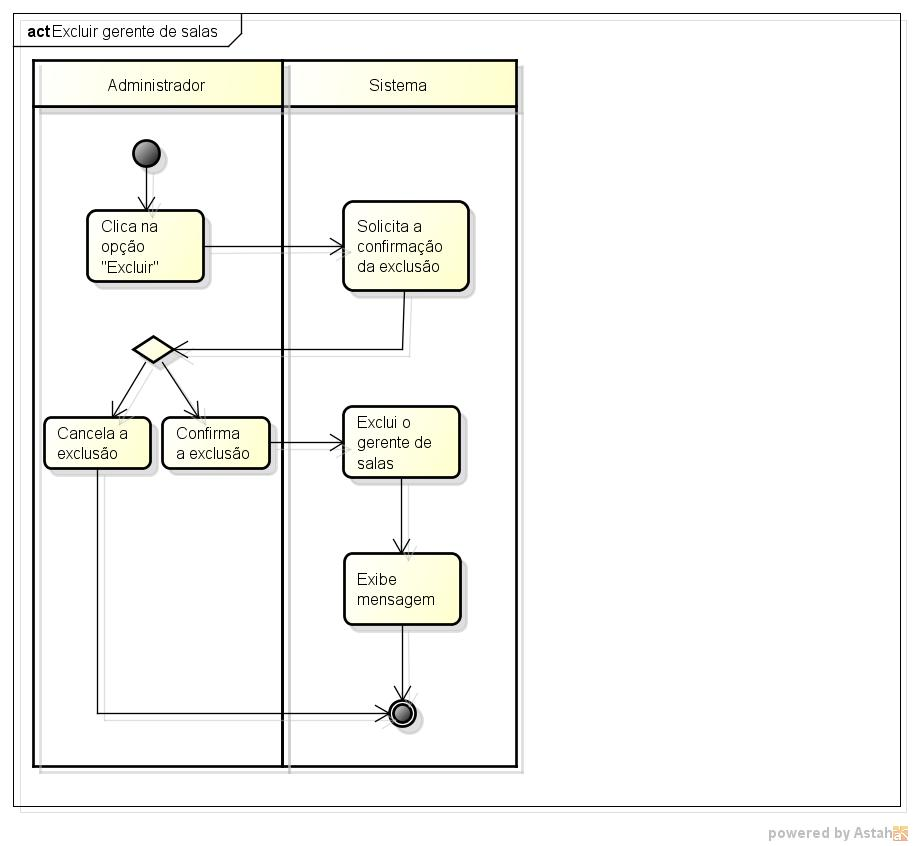 act Excluir gerente de salas
Administrador
Sistema
Clica na
opção
"Excluir"
Solicita a
confirmação
da exclusão
Cancela a
exclusão
Confirma
a exclusão
Exclui o
gerente de
salas
Exibe
mensagem
powered by Astah